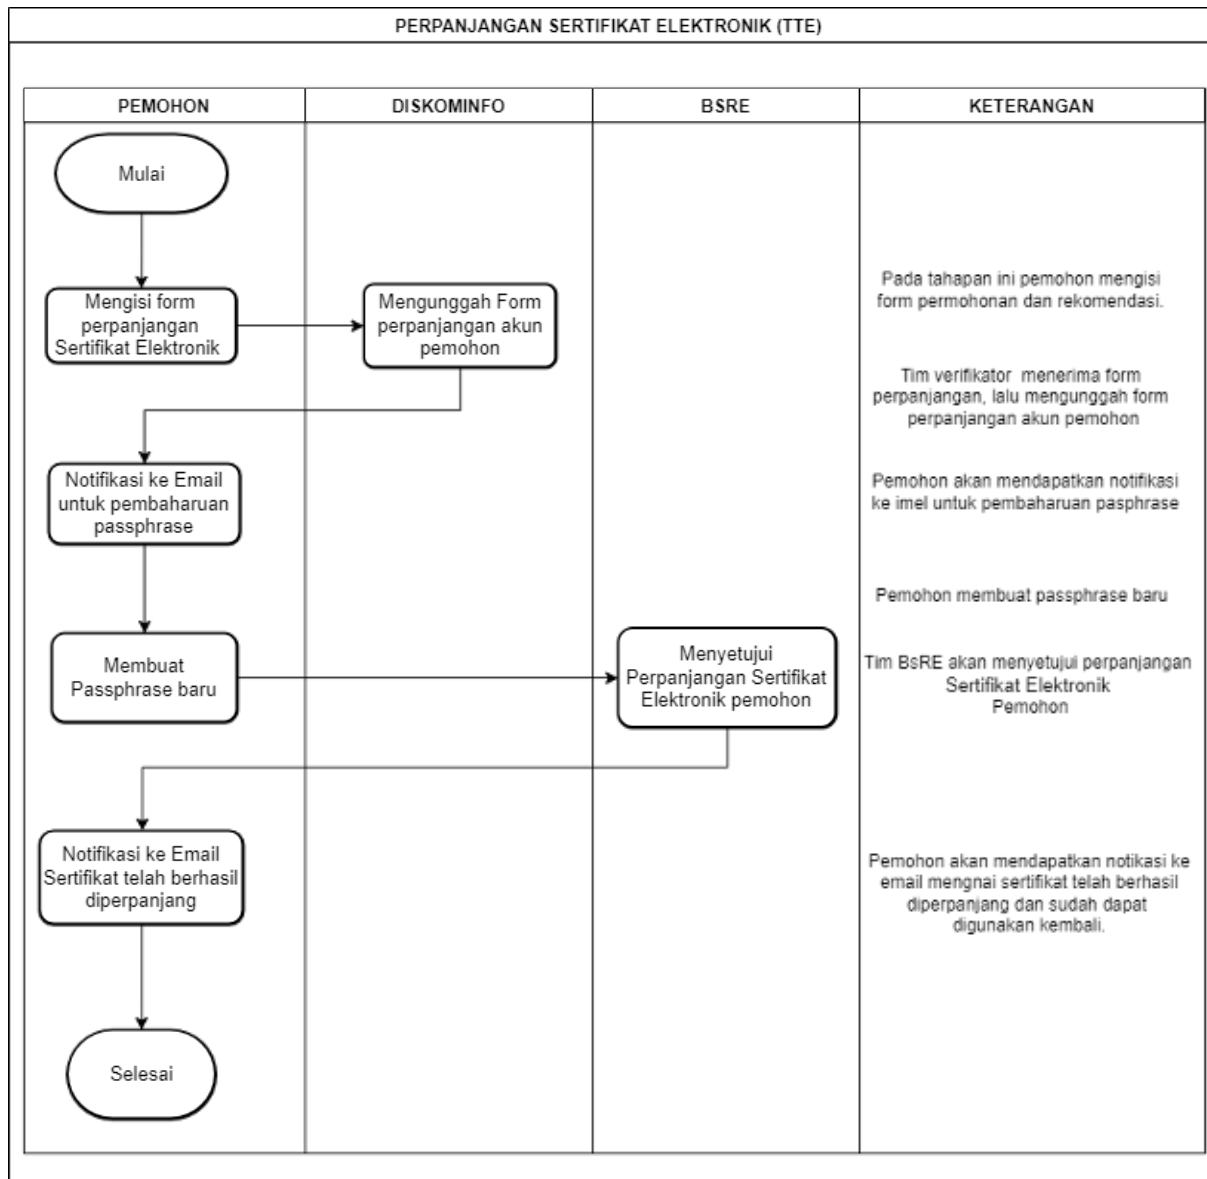 PERPANJANGAN SERTIFIKAT ELEKTRONIK (TTE)
PEMOHON
DISKOMINFO
BSRE
KETERANGAN
Mulai
Mengisi form
perpanjangan
Sertifikat Elektronik
Mengunggah Form
perpanjangan akun
pemohon
Pada tahapan ini pemohon mengisi
form permohonan dan rekomendasi.
Tim verifikator menerima form
perpanjangan, lalu mengunggah form
perpanjangan akun pemohon
Notifikasi ke Email
untuk pembaharuan
passphrase
Pemohon akan mendapatkan notifikasi
ke imel untuk pembaharuan pasphrase
Pemohon membuat passphrase baru
Membuat
Passphrase baru
Menyetujui
Perpanjangan Sertifikat
Elektronik pemohon
Tim BsRE akan menyetujui perpanjangan
Sertifikat Elektronik
Pemohon
Notifikasi ke Email
Sertifikat telah berhasil
diperpanjang
Pemohon akan mendapatkan notikasi ke
email mengnai sertifikat telah berhasil
diperpanjang dan sudah dapat
digunakan kembali.
Selesai